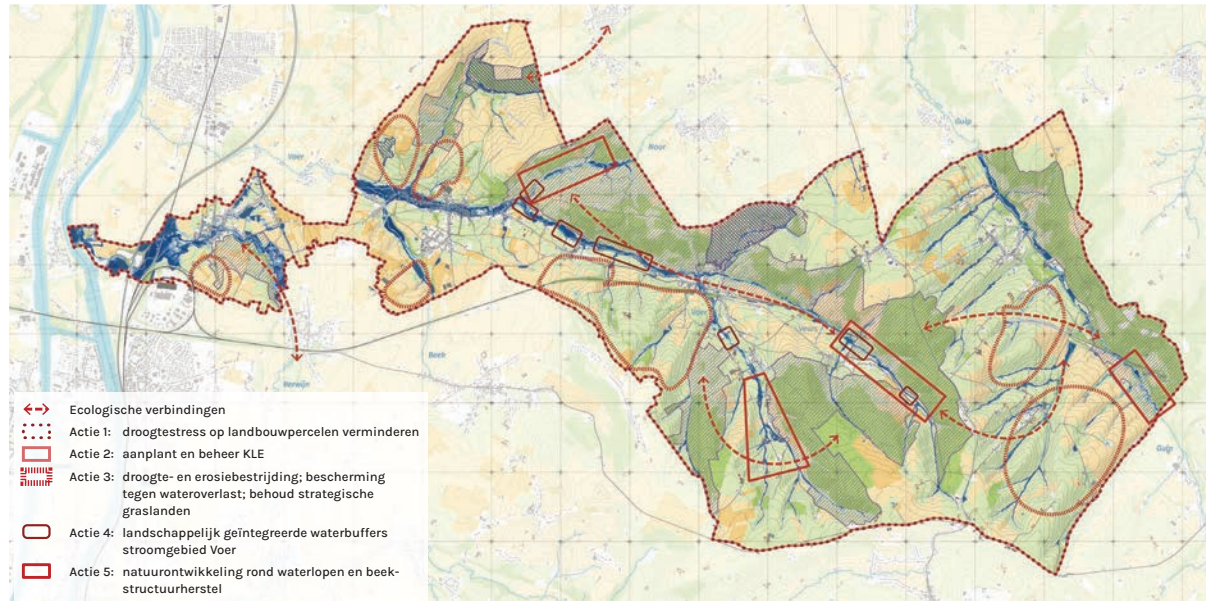 Voer
Noor
Gulp
Voer
Veurs
Beek
Berwijn
Gulp
Ecologische verbindingen
Actie 1: droogtestress op landbouwpercelen verminderen
Actie 2: aanplant en beheer KLE
Actie 3: droogte- en erosiebestrijding; bescherming
tegen wateroverlast; behoud strategische
graslanden
Actie 4: landschappelijk geïntegreerde waterbuffers
stroomgebied Voer
Actie 5: natuurontwikkeling rond waterlopen en beek-
structuurherstel